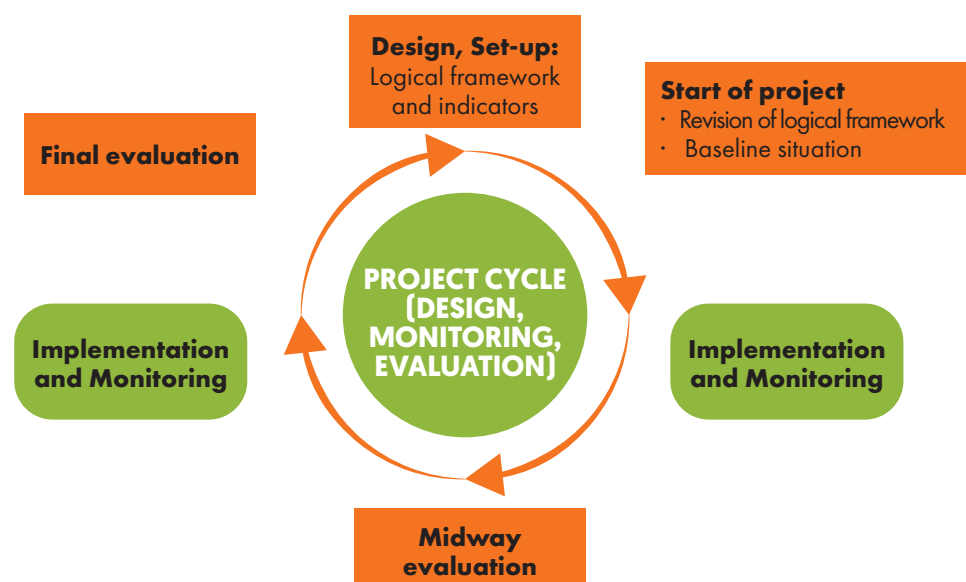 Design, Set-up:
Logical framework
and indicators
Start of project
· Revision of logical framework
· Baseline situation
Final evaluation
PROJECT CYCLE
(DESIGN,
MONITORING,
EVALUATION)
Implementation
and Monitoring
Implementation
and Monitoring
Midway
evaluation